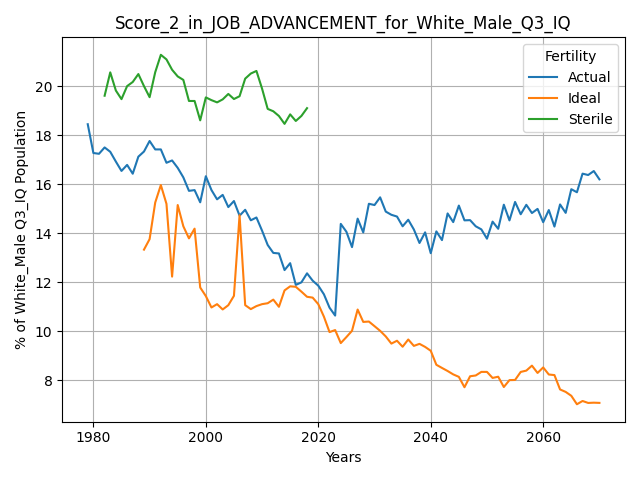 Score_2_in_JOB_ADVANCEMENT_for_White_Male_Q3_IQ
Fertility
Actual
Ideal
Sterile
% of White_Male Q3_IQ Population
20
18
16
14
12
10
8
1980
2000
2020
2040
2060
Years